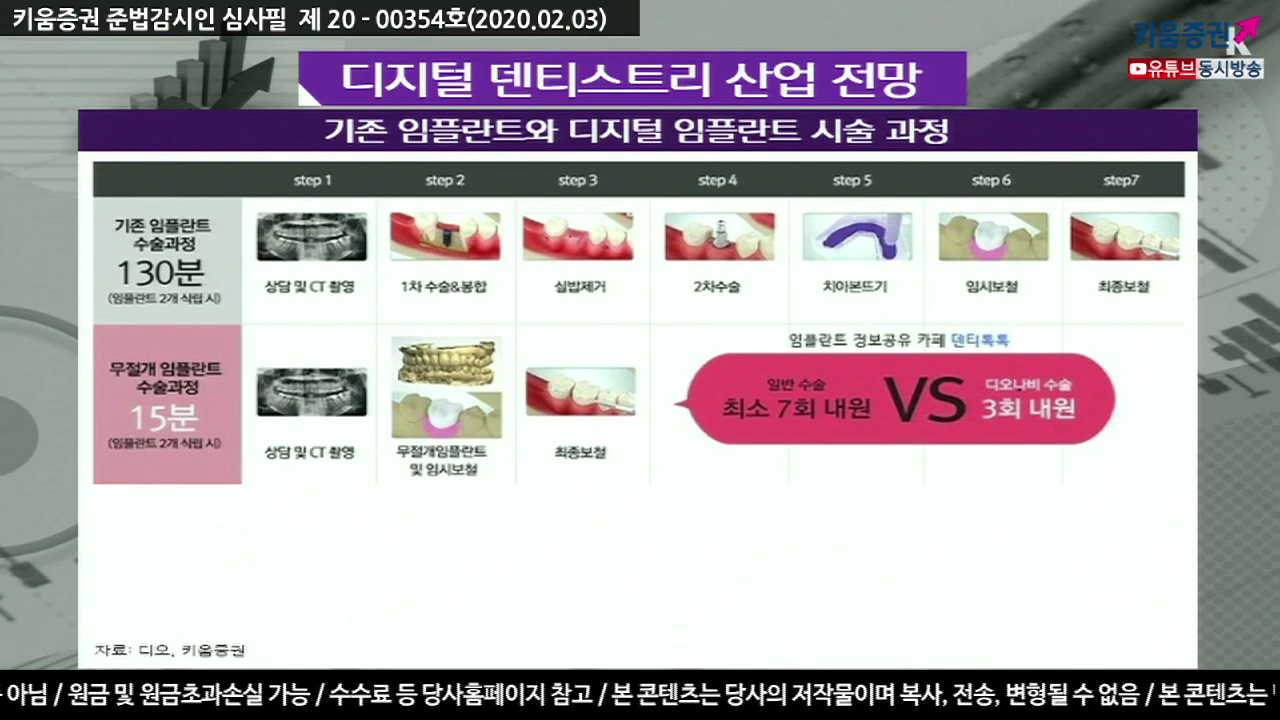 키움증권 준법감시인 심사필 제 20 - 00354호(2020.02.03)
키움증권
유튜브동시방송
디지털 덴티스트리 산업 전망
기존 임플란트와 디지털 임플란트 시술 과정
step 1 step 2 step 3 step 4 step 5 step 6 step7
기존 임플란트
수술과정
130분
(임플란트 2개 식립 시)
상담 및 CT 촬영 1차 수술&봉합 실밥제거 2차수술 치아본뜨기 임시보철 최종보철
무절개 임플란트
수술과정
15분
(임플란트 2개 식립 시)
상담 및 CT 촬영
무절개임플란트
및 임시보철
최종보철
임플란트 정보공유 카페 덴티톡톡
일반 수술
최소 7회 내원
VS
디오나비 수술
3회 내원
자료: 디오, 키움증권
아님 / 원금 및 원금초과손실 가능 / 수수료 등 당사홈페이지 참고 / 본 콘텐츠는 당사의 저작물이며 복사, 전송, 변형될 수 없음 / 본 콘텐츠는